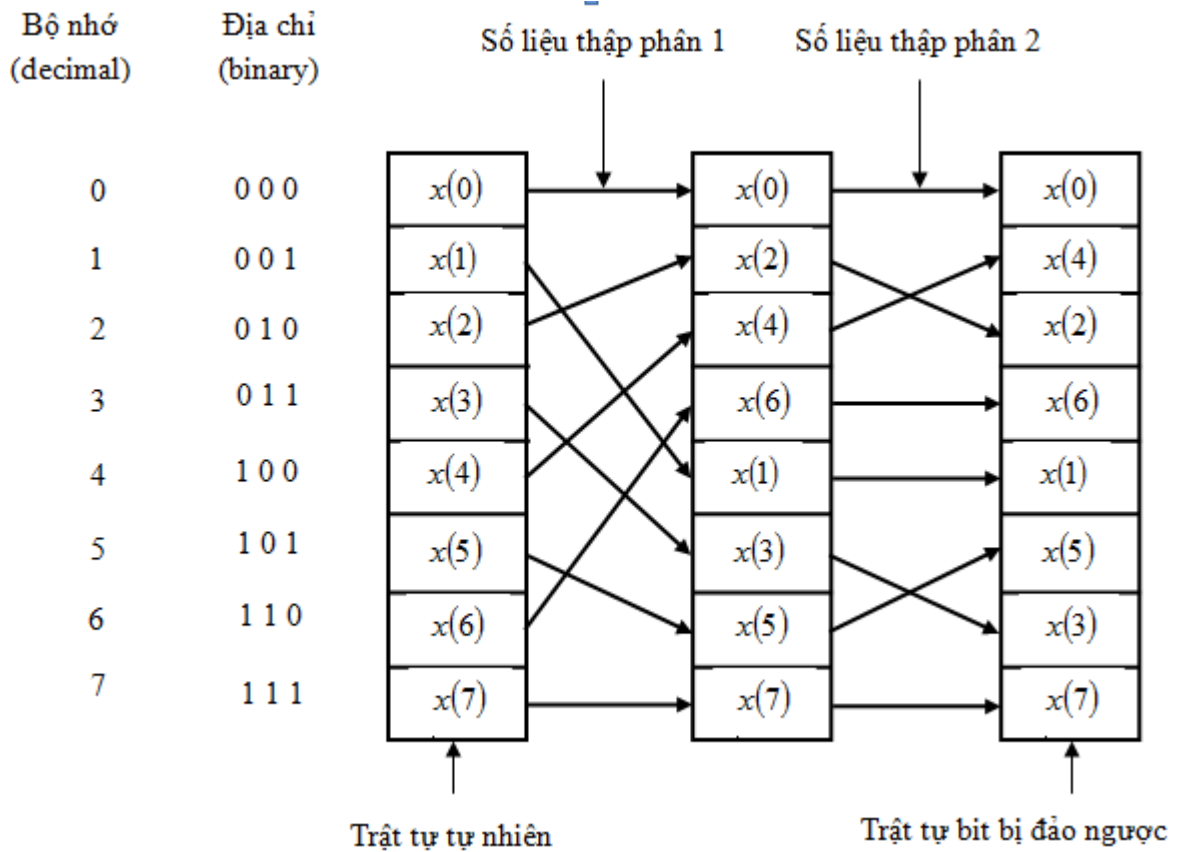 Bộ nhớ
(decimal)
Địa chỉ
(binary)
Số liệu thập phân 1
Số liệu thập phân 2
0 0 0 0 x(0) x(0) x(0)
1 0 0 1 x(1) x(2) x(4)
2 0 1 0 x(2) x(4) x(2)
3 0 1 1 x(3) x(6) x(6)
4 1 0 0 x(4) x(1) x(1)
5 1 0 1 x(5) x(3) x(5)
6 1 1 0 x(6) x(5) x(3)
7 1 1 1 x(7) x(7) x(7)
Trật tự tự nhiên
Trật tự bit bị đảo ngược